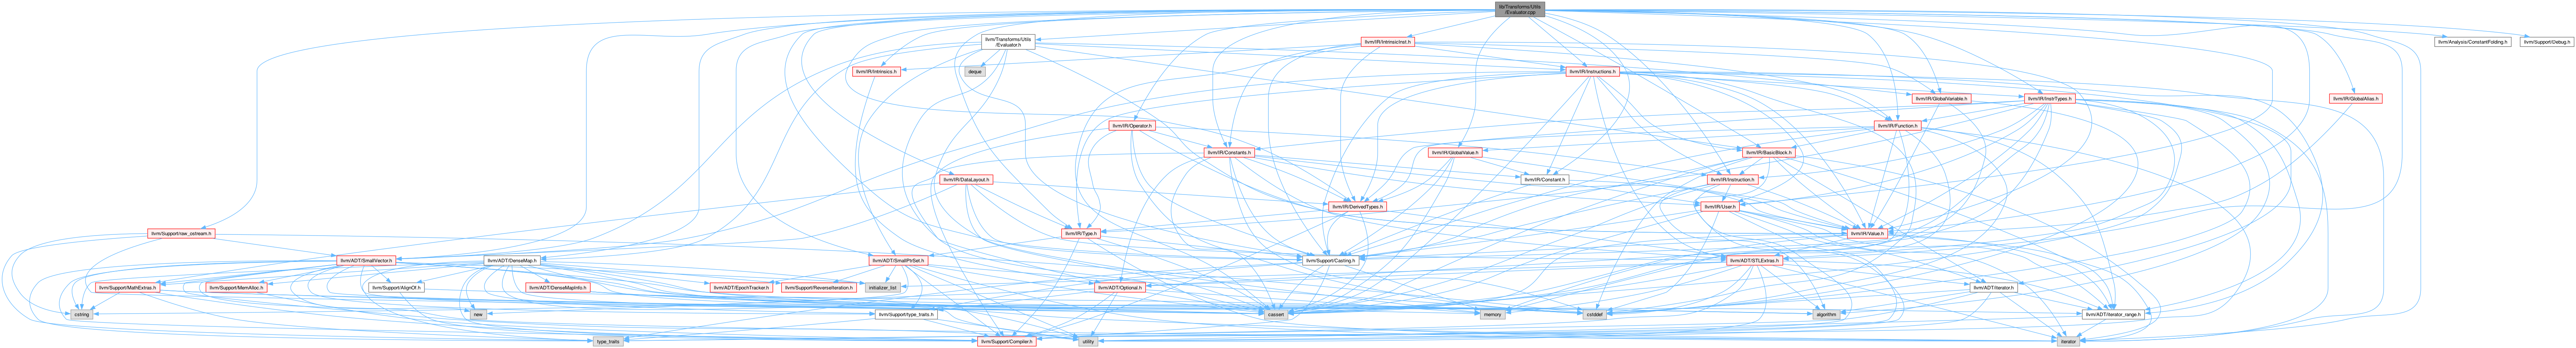 lib/Transforms/Utils
/Evaluator.cpp
llvm/Transforms/Utils
/Evaluator.h
llvm/IR/IntrinsicInst.h
llvm/Analysis/ConstantFolding.h
llvm/Support/Debug.h
llvm/IR/Intrinsics.h
deque
llvm/IR/Instructions.h
llvm/IR/GlobalVariable.h
llvm/IR/InstrTypes.h
llvm/IR/GlobalAlias.h
llvm/IR/Operator.h
llvm/IR/Function.h
llvm/IR/Constants.h
llvm/IR/GlobalValue.h
llvm/IR/BasicBlock.h
llvm/IR/DataLayout.h
llvm/IR/Constant.h
llvm/IR/Instruction.h
llvm/IR/DerivedTypes.h
llvm/IR/User.h
llvm/Support/raw_ostream.h
llvm/IR/Type.h
llvm/IR/Value.h
llvm/ADT/SmallVector.h
llvm/ADT/DenseMap.h
llvm/ADT/SmallPtrSet.h
llvm/Support/Casting.h
llvm/ADT/STLExtras.h
llvm/Support/MathExtras.h
llvm/Support/MemAlloc.h
llvm/Support/AlignOf.h
llvm/ADT/DenseMapInfo.h
llvm/ADT/EpochTracker.h
llvm/Support/ReverseIteration.h
initializer_list
llvm/ADT/Optional.h
llvm/ADT/iterator.h
cstring
new
llvm/Support/type_traits.h
cassert
memory
cstddef
algorithm
llvm/ADT/iterator_range.h
type_traits
llvm/Support/Compiler.h
utility
iterator